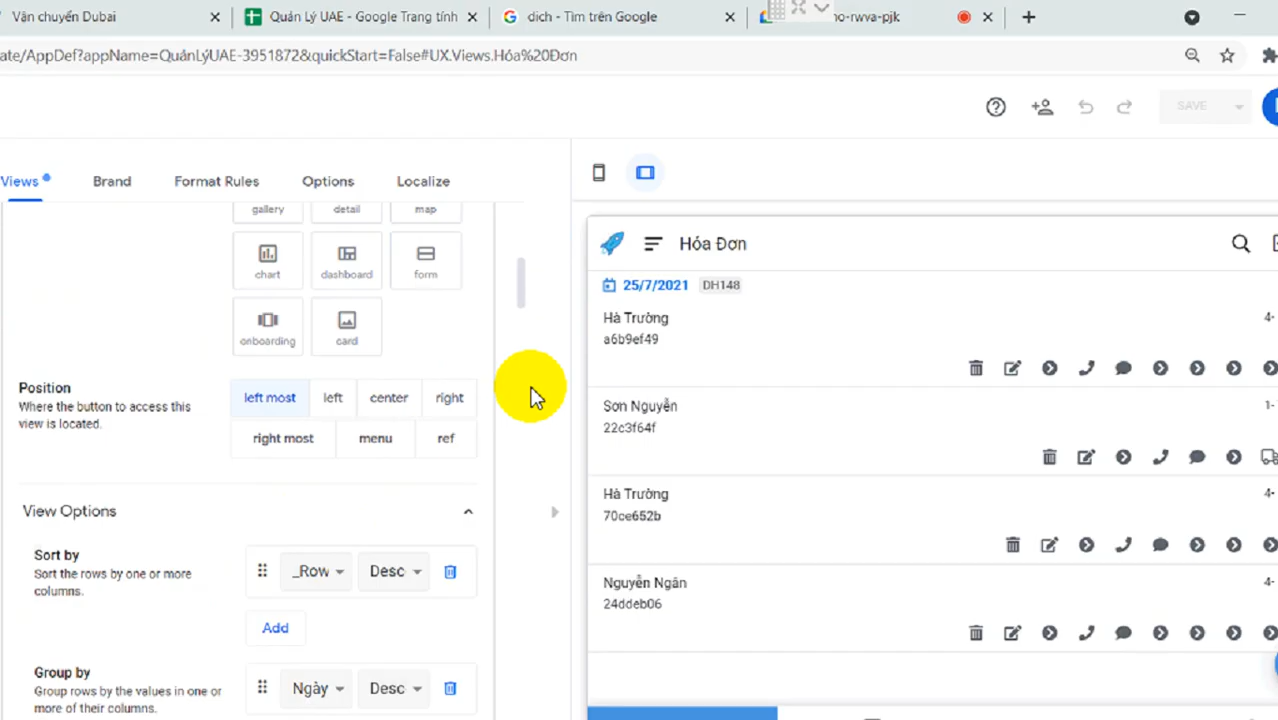 Vận chuyển Dubai
Quản Lý UAE - Google Trang tính
dich - Tìm trên Google
no-rwva-pjk
ate/AppDef?appName=QuảnLýUAE-3951872&quickStart=False#UX.Views.Hóa%20Đơn
SAVE
Views
Brand
Format Rules
Options
Localize
gallery
detail
map
chart
dashboard
form
onboarding
card
Position
Where the button to access this
view is located.
left most
left
center
right
right most
menu
ref
View Options
Sort by
Sort the rows by one or more
columns.
_Row
Desc
Add
Group by
Group rows by the values in one or
more of their columns.
Ngày
Desc
Hóa Đơn
25/7/2021 DH148
Hà Trường
4-
a6b9ef49
Sơn Nguyễn
1-
22c3f64f
Hà Trường
4-
70ce652b
Nguyễn Ngân
4-
24ddeb06